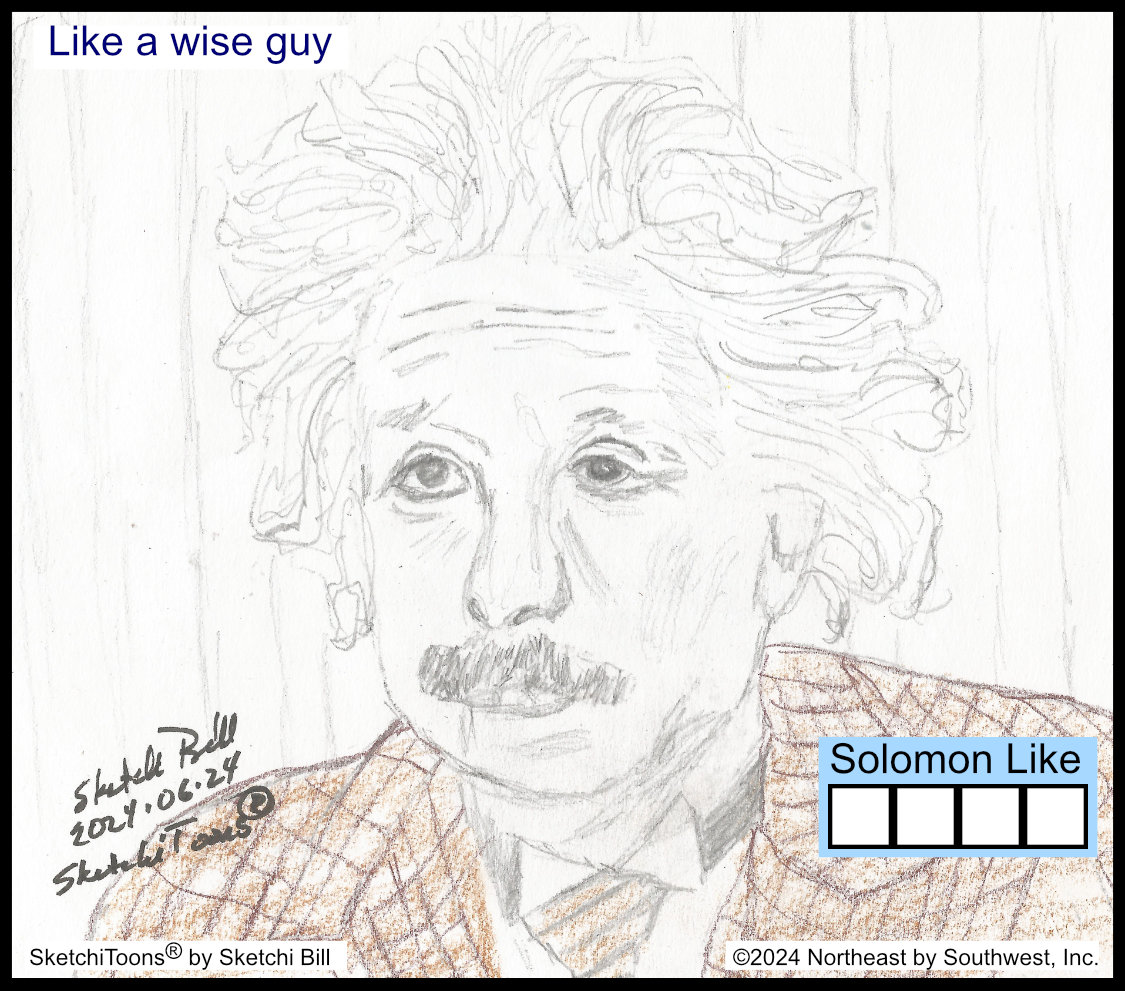 Like a wise guy
Solomon Like
Sketchi Bill
2024.06.24
SketchiToons®
SketchiToons® by Sketchi Bill
©2024 Northeast by Southwest, Inc.